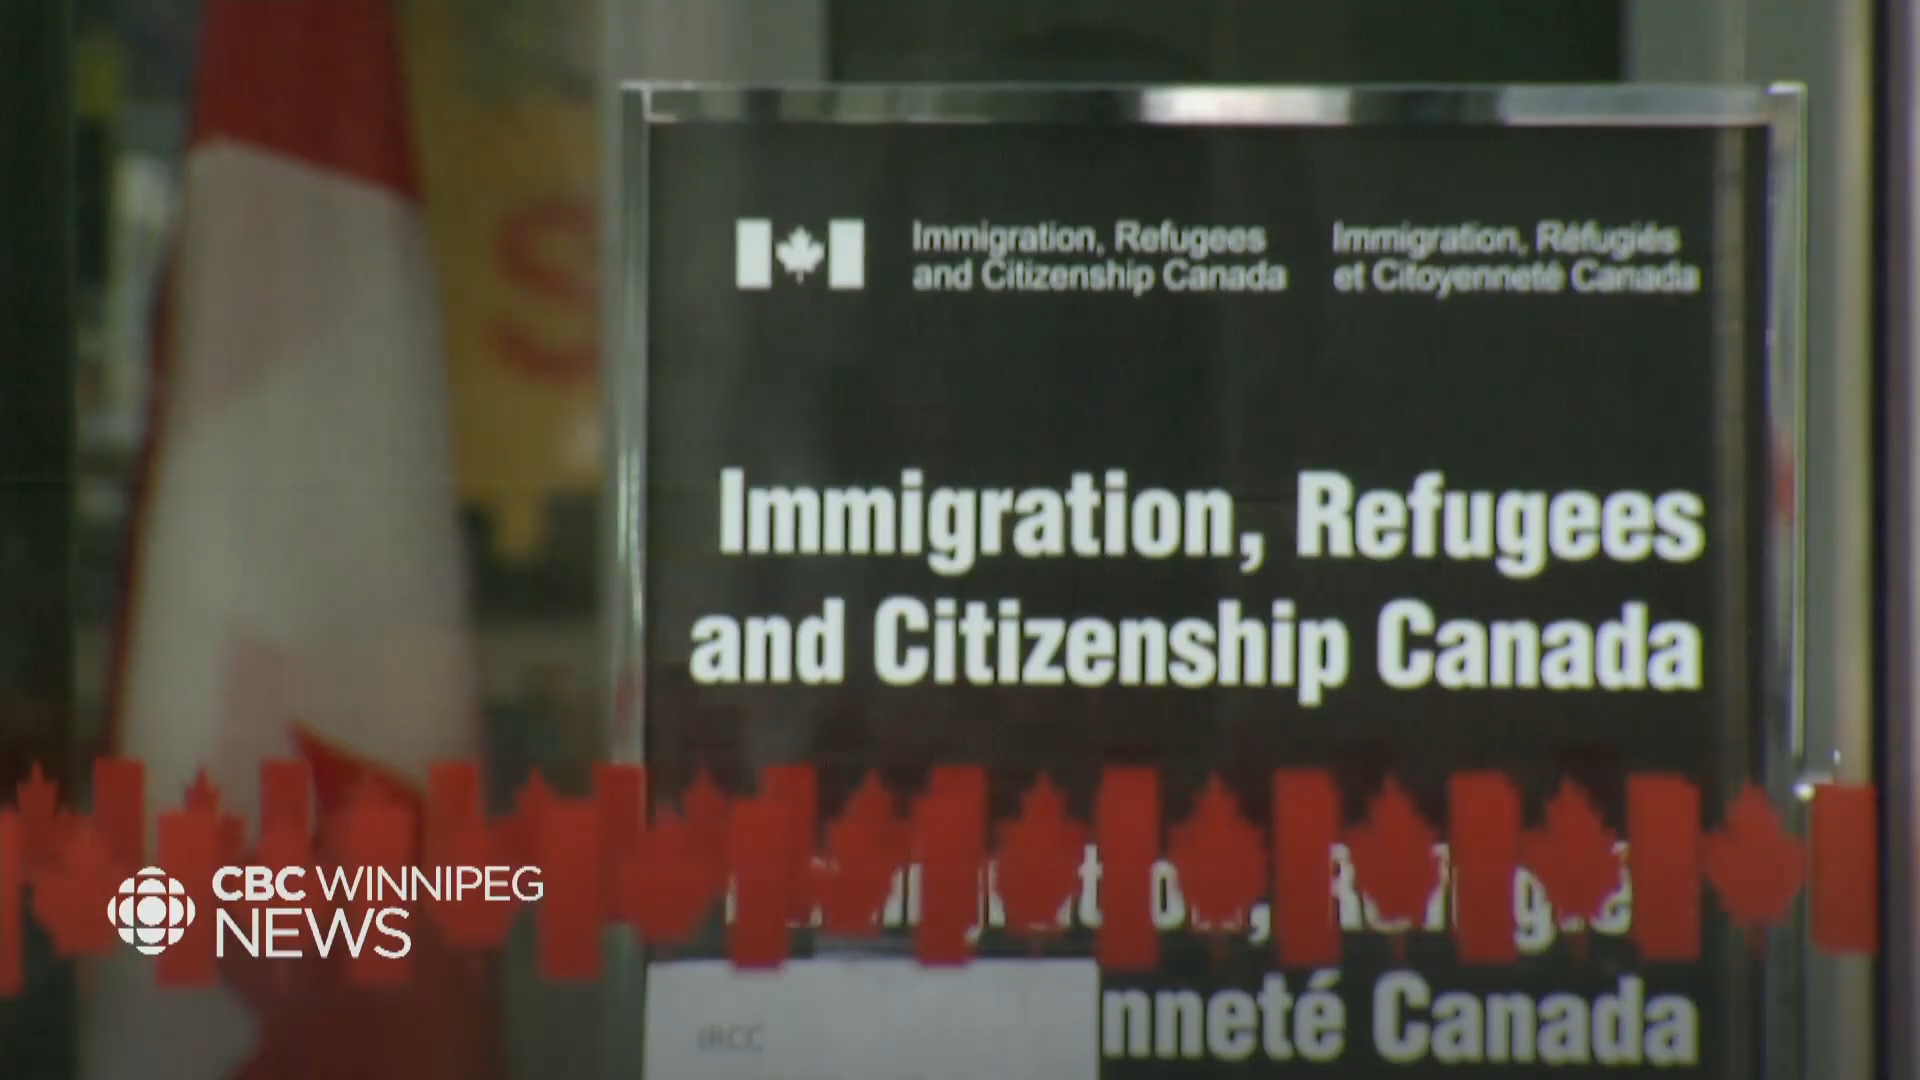 Immigration, Refugees
and Citizenship Canada
Immigration, Réfugiés
et Citoyenneté Canada
Immigration, Refugees
and Citizenship Canada
nneté Canada
IRCC
CBC WINNIPEG
NEWS